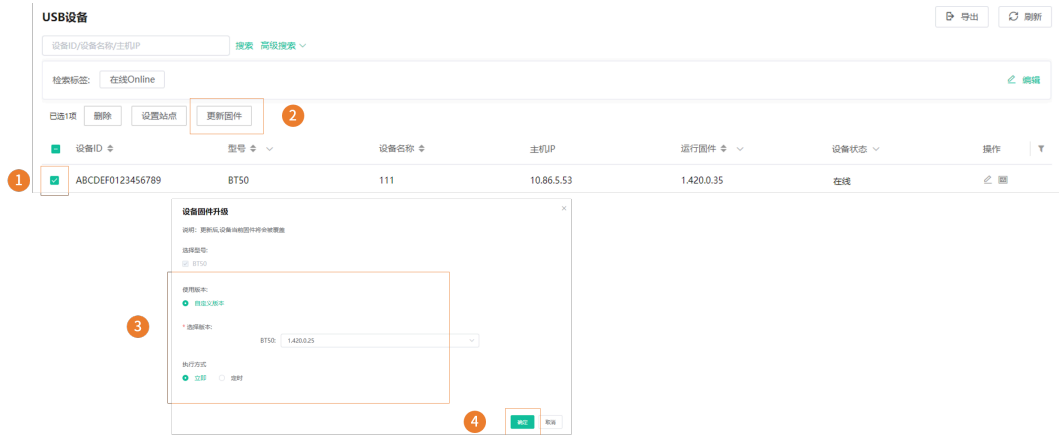 USB设备
导出 刷新
设备ID/设备名称/主机IP 搜索 高级搜索
检索标签: 在线Online 编辑
已选1项 删除 设置站点 更新固件 2
设备ID 型号 设备名称 主机IP 运行固件 设备状态 操作
1 ABCDEF0123456789 BT50 111 10.86.5.53 1.420.0.35 在线
设备固件升级
说明: 更新后,设备当前固件将会被覆盖
选择型号:
BT50
使用版本:
自定义版本
3
* 选择版本:
BT50: 1.420.0.25
执行方式
立即 定时
4 确定 取消